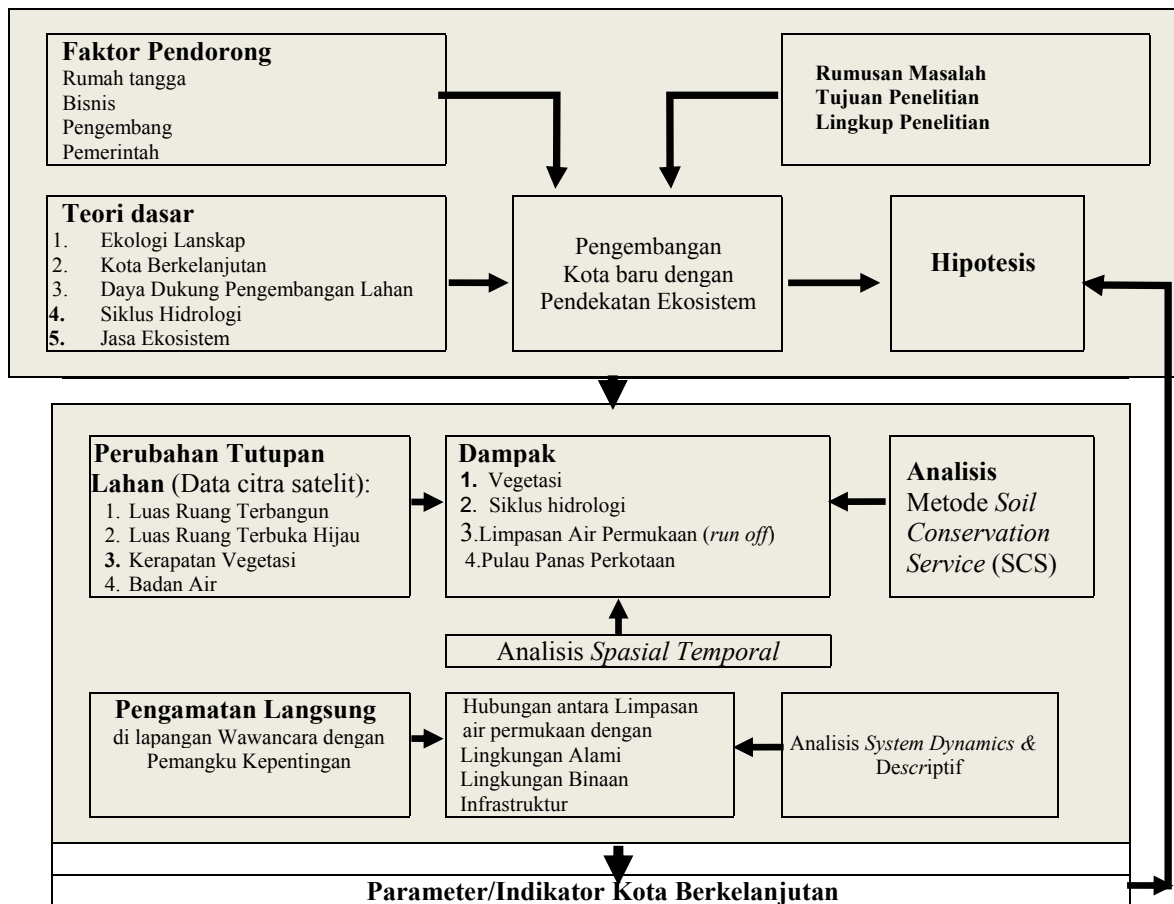 Faktor Pendorong
Rumah tangga
Bisnis
Pengembang
Pemerintah
Rumusan Masalah
Tujuan Penelitian
Lingkup Penelitian
Teori dasar
1. Ekologi Lanskap
2. Kota Berkelanjutan
3. Daya Dukung Pengembangan Lahan
4. Siklus Hidrologi
5. Jasa Ekosistem
Pengembangan
Kota baru dengan
Pendekatan Ekosistem
Hipotesis
Perubahan Tutupan
Lahan (Data citra satelit):
1. Luas Ruang Terbangun
2. Luas Ruang Terbuka Hijau
3. Kerapatan Vegetasi
4. Badan Air
Dampak
1. Vegetasi
2. Siklus hidrologi
3.Limpasan Air Permukaan (run off)
4.Pulau Panas Perkotaan
Analisis
Metode Soil
Conservation
Service (SCS)
Analisis Spasial Temporal
Pengamatan Langsung
di lapangan Wawancara dengan
Pemangku Kepentingan
Hubungan antara Limpasan
air permukaan dengan
Lingkungan Alami
Lingkungan Binaan
Infrastruktur
Analisis System Dynamics &
Descriptif
Parameter/Indikator Kota Berkelanjutan